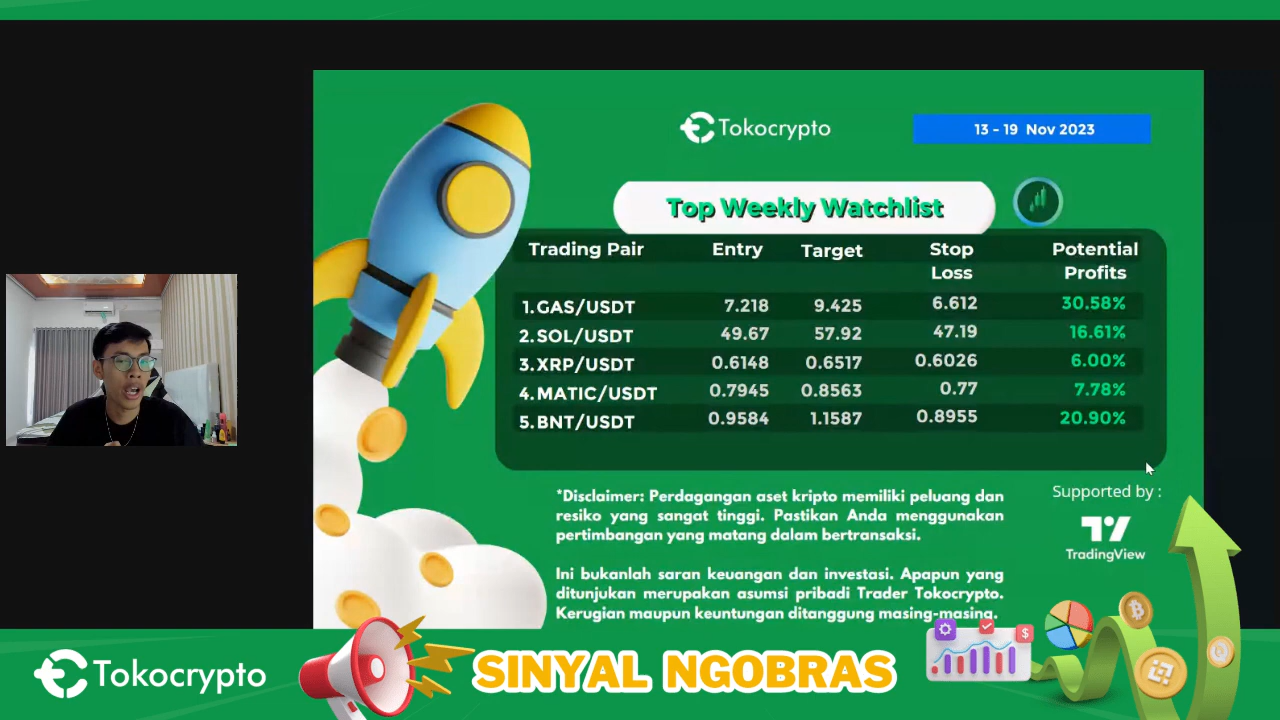 Tokocrypto
13 - 19 Nov 2023
Top Weekly Watchlist
Trading Pair Entry Target Stop Loss Potential Profits
1. GAS/USDT 7.218 9.425 6.612 30.58%
2. SOL/USDT 49.67 57.92 47.19 16.61%
3. XRP/USDT 0.6148 0.6517 0.6026 6.00%
4. MATIC/USDT 0.7945 0.8563 0.77 7.78%
5. BNT/USDT 0.9584 1.1587 0.8955 20.90%
*Disclaimer: Perdagangan aset kripto memiliki peluang dan
resiko yang sangat tinggi. Pastikan Anda menggunakan
pertimbangan yang matang dalam bertransaksi.
Ini bukanlah saran keuangan dan investasi. Apapun yang
ditunjukan merupakan asumsi pribadi Trader Tokocrypto.
Kerugian maupun keuntungan ditanggung masing-masing.
Supported by :
TradingView
Tokocrypto
SINYAL NGOBRAS